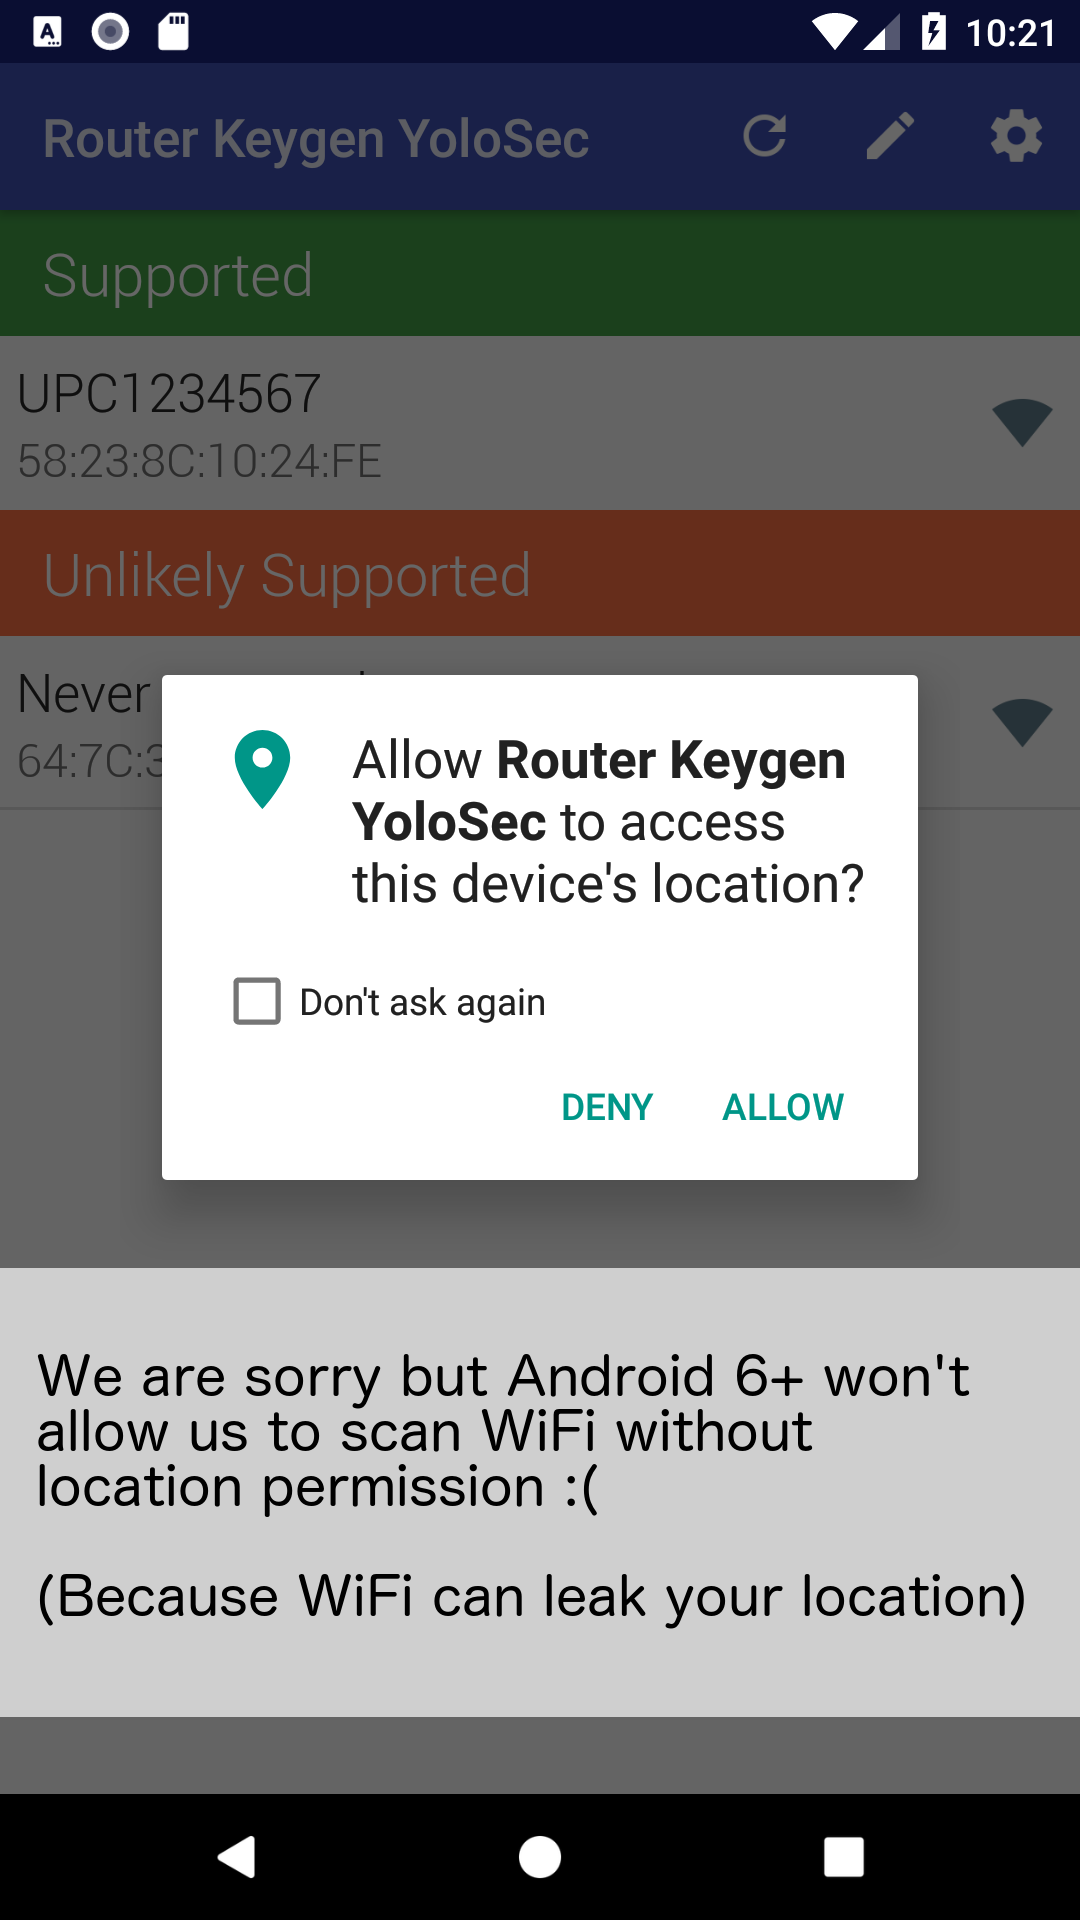 10:21
Router Keygen YoloSec
Supported
UPC1234567
58:23:8C:10:24:FE
Unlikely Supported
Never
64:7C:3
Allow Router Keygen
YoloSec to access
this device's location?
Don't ask again
DENY ALLOW
We are sorry but Android 6+ won't
allow us to scan WiFi without
location permission :(
(Because WiFi can leak your location)